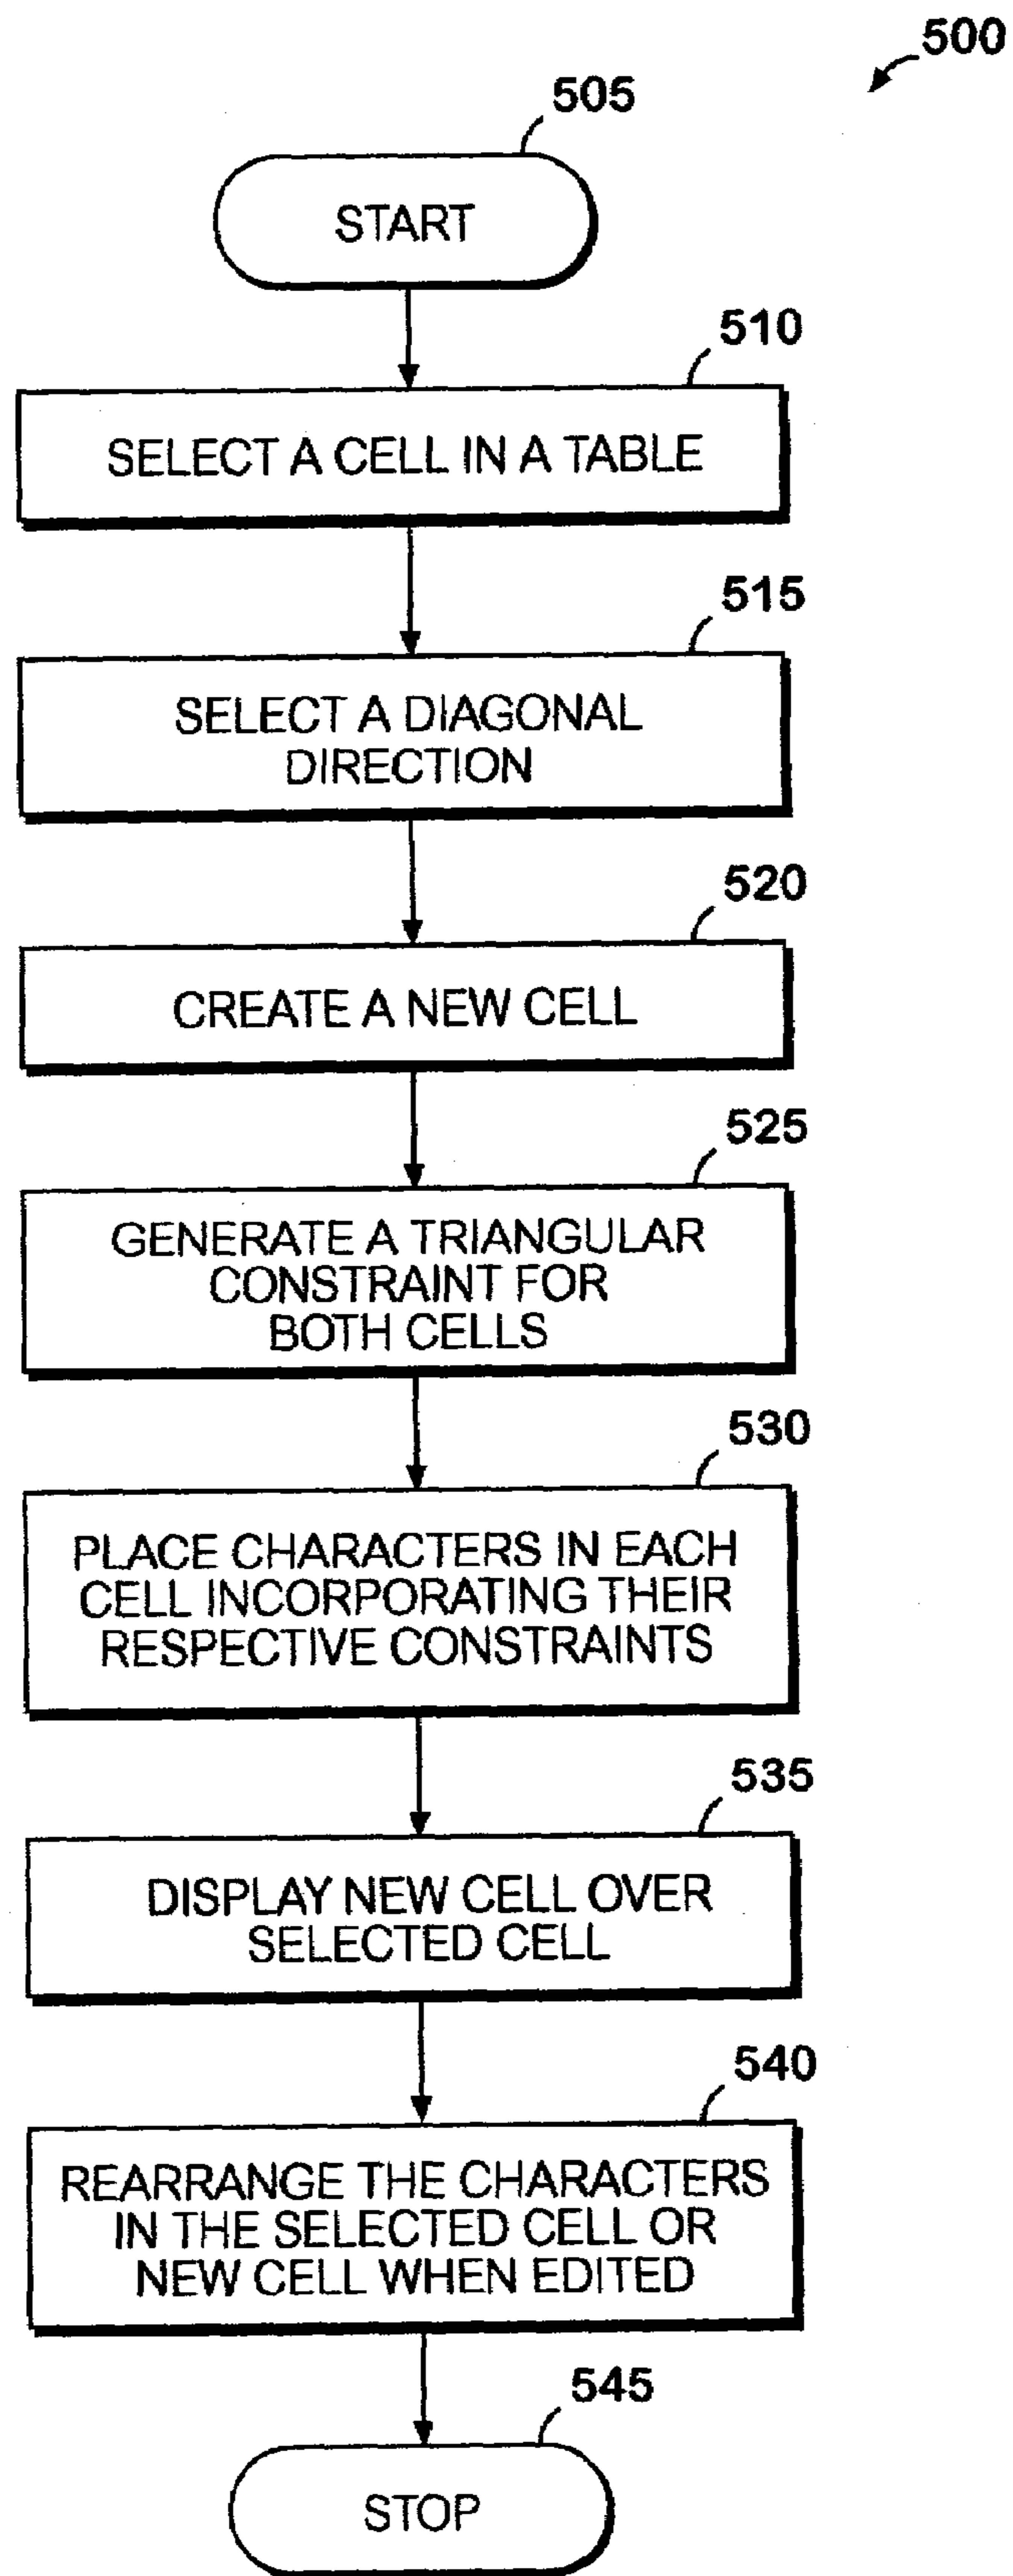 500
505
START
510
SELECT A CELL IN A TABLE
515
SELECT A DIAGONAL
DIRECTION
520
CREATE A NEW CELL
525
GENERATE A TRIANGULAR
CONSTRAINT FOR
BOTH CELLS
530
PLACE CHARACTERS IN EACH
CELL INCORPORATING THEIR
RESPECTIVE CONSTRAINTS
535
DISPLAY NEW CELL OVER
SELECTED CELL
540
REARRANGE THE CHARACTERS
IN THE SELECTED CELL OR
NEW CELL WHEN EDITED
545
STOP